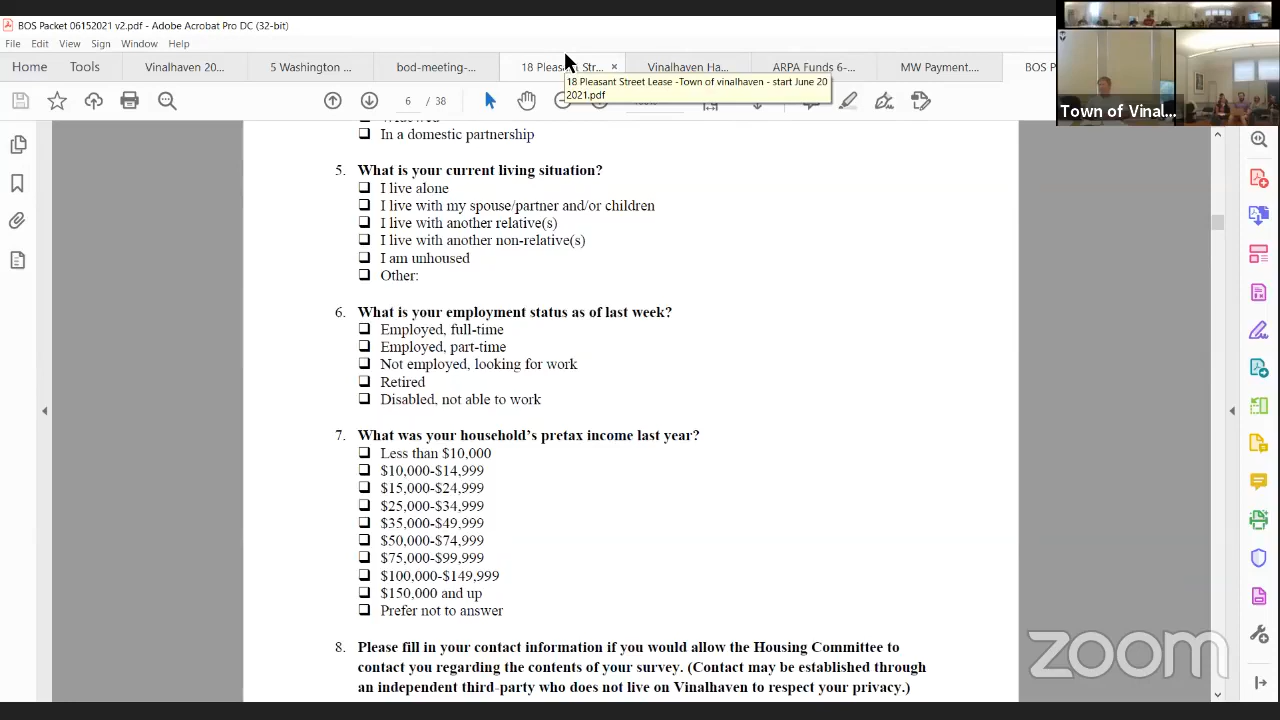 BOS Packet 06152021 v2.pdf - Adobe Acrobat Pro DC (32-bit)
File Edit View Sign Window Help
Home Tools Vinalhaven 20... 5 Washington ... bod-meeting-... 18 Pleasant Str... × Vinalhaven Ha... ARPA Funds 6-... MW Payment... BOS P
18 Pleasant Street Lease -Town of vinalhaven - start June 20
2021.pdf
6 / 38
Town of Vinal...
In a domestic partnership
5. What is your current living situation?
I live alone
I live with my spouse/partner and/or children
I live with another relative(s)
I live with another non-relative(s)
I am unhoused
Other:
6. What is your employment status as of last week?
Employed, full-time
Employed, part-time
Not employed, looking for work
Retired
Disabled, not able to work
7. What was your household's pretax income last year?
Less than $10,000
$10,000-$14,999
$15,000-$24,999
$25,000-$34,999
$35,000-$49,999
$50,000-$74,999
$75,000-$99,999
$100,000-$149,999
$150,000 and up
Prefer not to answer
8. Please fill in your contact information if you would allow the Housing Committee to
contact you regarding the contents of your survey. (Contact may be established through
an independent third-party who does not live on Vinalhaven to respect your privacy.)
zoom